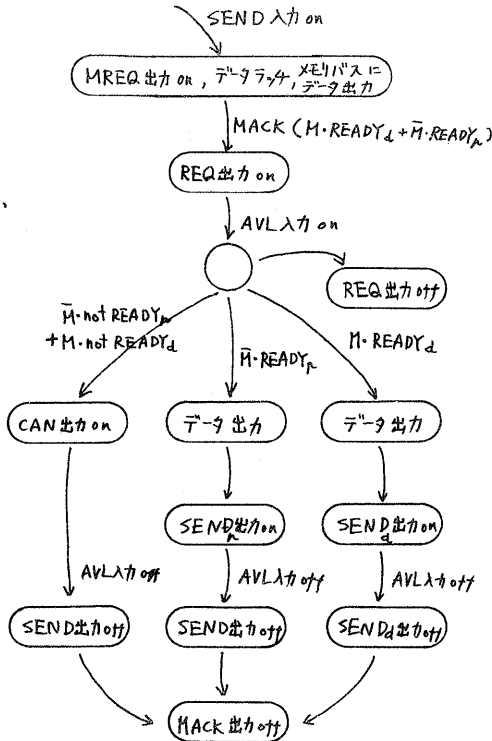 SEND入力on
MREQ出力on, データラッチ, メモリバスにデータ出力
MACK (M・READYd + M̄・READYn)
REQ出力on
AVL入力on
REQ出力off
M̄・not READYn
+ M・not READYd
M̄・READYn
M・READYd
CAN出力on
データ出力
データ出力
SENDn出力on
SENDd出力on
AVL入力off
AVL入力off
AVL入力off
SEND出力off
SEND出力off
SENDd出力off
MACK出力off